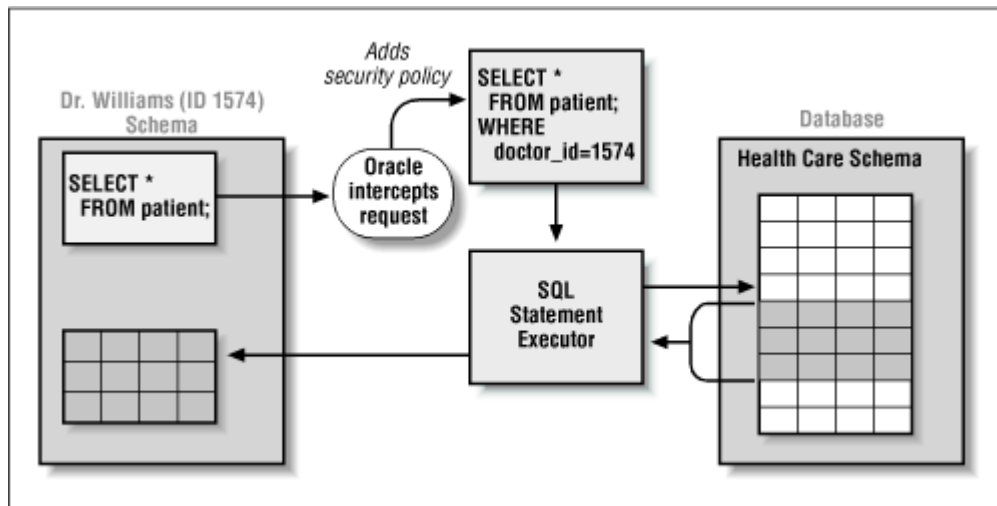 Dr. Williams (ID 1574)
Schema
SELECT *
FROM patient;
Oracle
intercepts
request
Adds
security policy
SELECT *
FROM patient;
WHERE
doctor_id=1574
SQL
Statement
Executor
Database
Health Care Schema